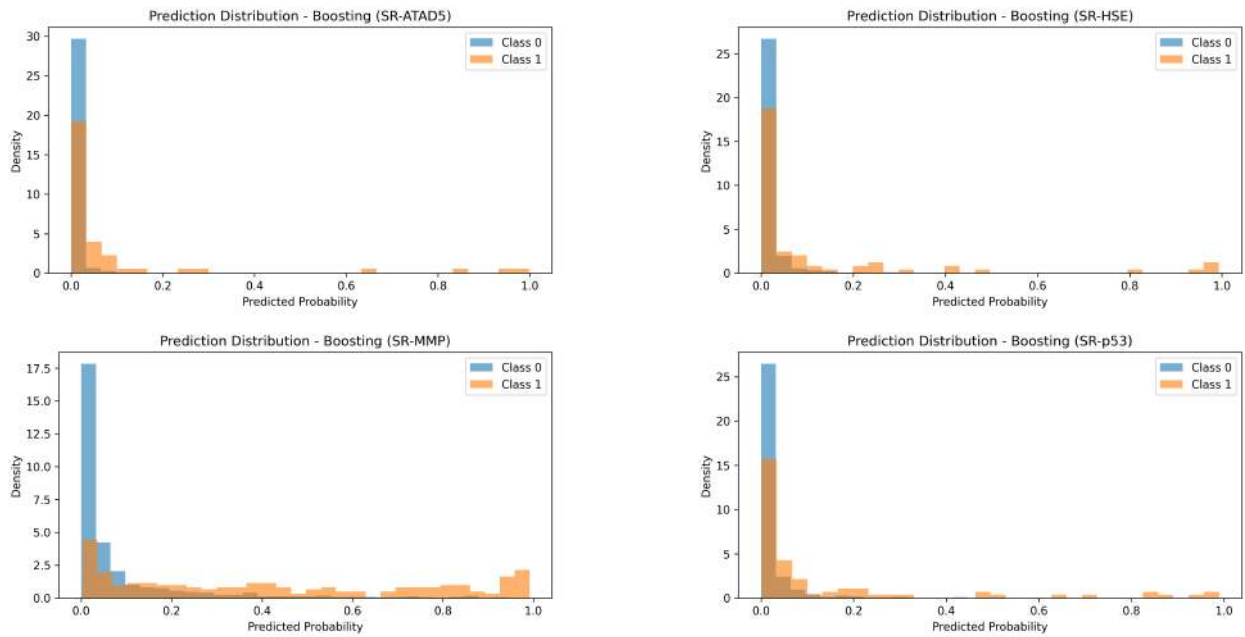 Prediction Distribution - Boosting (SR-ATAD5)
Class 0
Class 1
Density
30
25
20
15
10
5
0
0.0 0.2 0.4 0.6 0.8 1.0
Predicted Probability
Prediction Distribution - Boosting (SR-HSE)
Class 0
Class 1
Density
25
20
15
10
5
0
0.0 0.2 0.4 0.6 0.8 1.0
Predicted Probability
Prediction Distribution - Boosting (SR-MMP)
Class 0
Class 1
Density
17.5
15.0
12.5
10.0
7.5
5.0
2.5
0.0
0.0 0.2 0.4 0.6 0.8 1.0
Predicted Probability
Prediction Distribution - Boosting (SR-p53)
Class 0
Class 1
Density
25
20
15
10
5
0
0.0 0.2 0.4 0.6 0.8 1.0
Predicted Probability